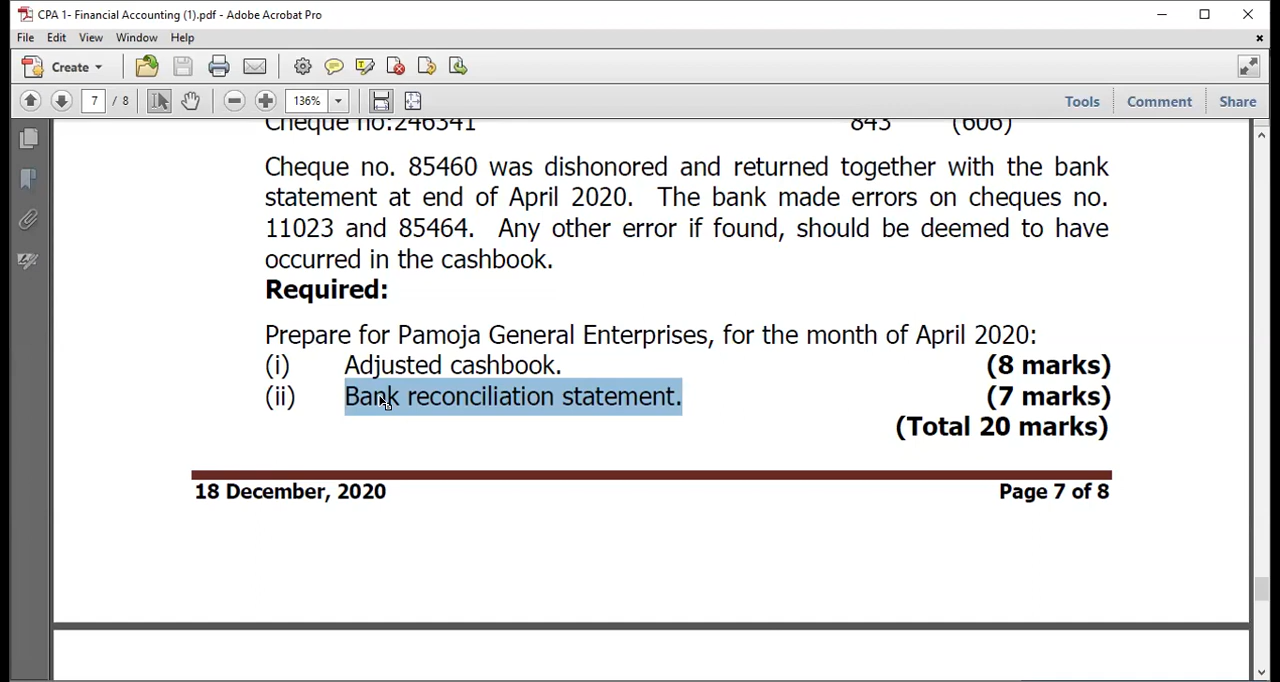 CPA 1- Financial Accounting (1).pdf - Adobe Acrobat Pro
File Edit View Window Help
Create
7 / 8 136% Tools Comment Share
Cheque no:246341 843 (606)
Cheque no. 85460 was dishonored and returned together with the bank
statement at end of April 2020. The bank made errors on cheques no.
11023 and 85464. Any other error if found, should be deemed to have
occurred in the cashbook.
Required:
Prepare for Pamoja General Enterprises, for the month of April 2020:
(i) Adjusted cashbook. (8 marks)
(ii) Bank reconciliation statement. (7 marks)
(Total 20 marks)
18 December, 2020 Page 7 of 8